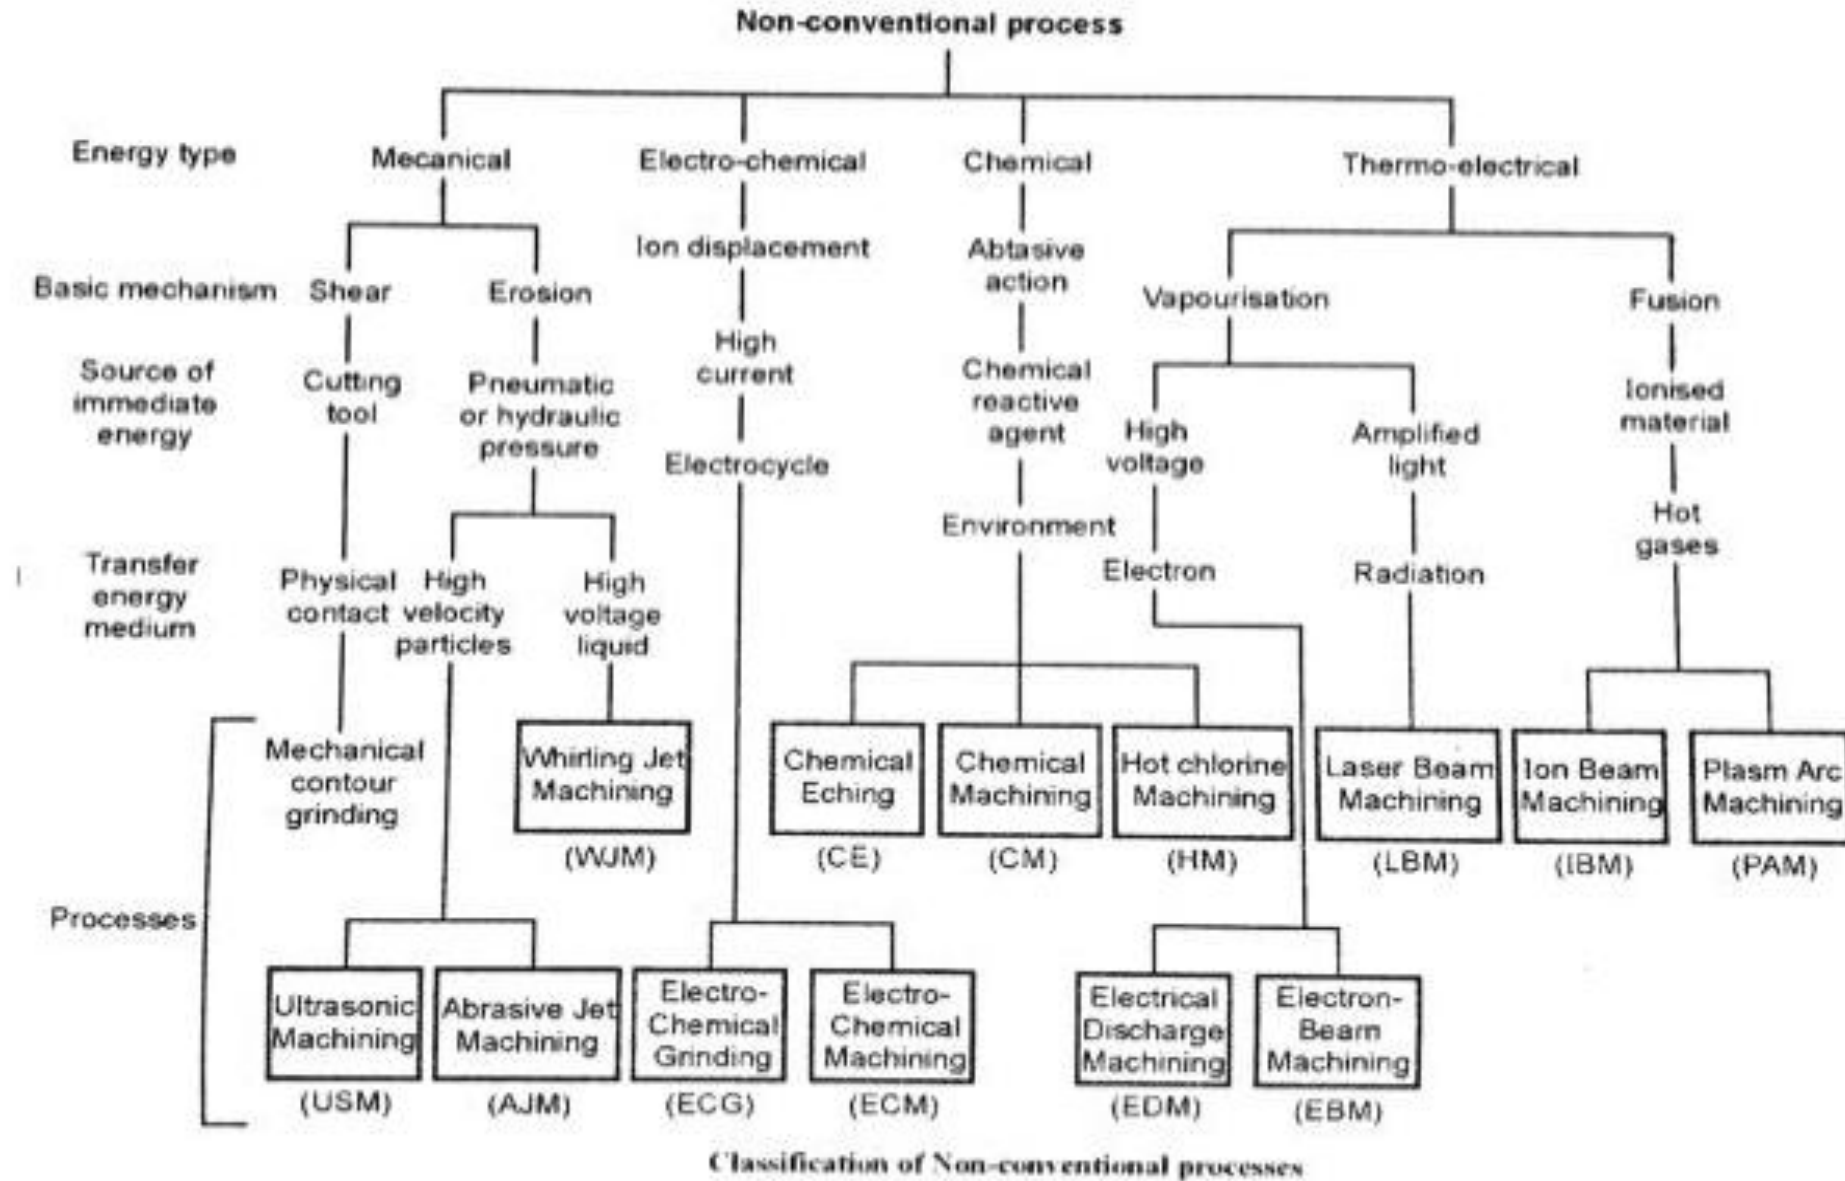 Non-conventional process
Energy type
Mecanical
Electro-chemical
Chemical
Thermo-electrical
Ion displacement
Abtasive
action
Basic mechanism
Shear
Erosion
Vapourisation
Fusion
Source of
immediate
energy
Cutting
tool
Pneumatic
or hydraulic
pressure
High
current
Chemical
reactive
agent
High
voltage
Amplified
light
Ionised
material
Electrocycle
Environment
Hot
gases
Transfer
energy
medium
Physical
contact
High
velocity
particles
High
voltage
liquid
Electron
Radiation
Processes
Mechanical
contour
grinding
Whirling Jet
Machining
(WJM)
Chemical
Eching
(CE)
Chemical
Machining
(CM)
Hot chlorine
Machining
(HM)
Laser Beam
Machining
(LBM)
Ion Beam
Machining
(IBM)
Plasm Arc
Machining
(PAM)
Ultrasonic
Machining
(USM)
Abrasive Jet
Machining
(AJM)
Electro-
Chemical
Grinding
(ECG)
Electro-
Chemical
Machining
(ECM)
Electrical
Discharge
Machining
(EDM)
Electron-
Beam
Machining
(EBM)
Classification of Non-conventional processes